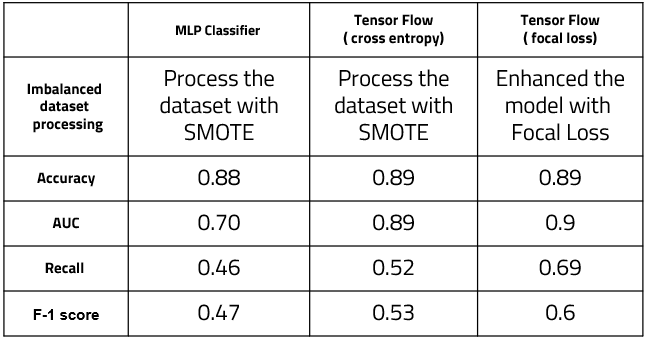 MLP Classifier
Tensor Flow
( cross entropy)
Tensor Flow
( focal loss)
Imbalanced
dataset
processing
Process the
dataset with
SMOTE
Process the
dataset with
SMOTE
Enhanced the
model with
Focal Loss
Accuracy 0.88 0.89 0.89
AUC 0.70 0.89 0.9
Recall 0.46 0.52 0.69
F-1 score 0.47 0.53 0.6